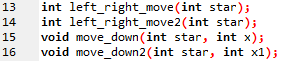 13 int left_right_move(int star);
14 int left_right_move2(int star);
15 void move_down(int star, int x);
16 void move_down2(int star, int x1);